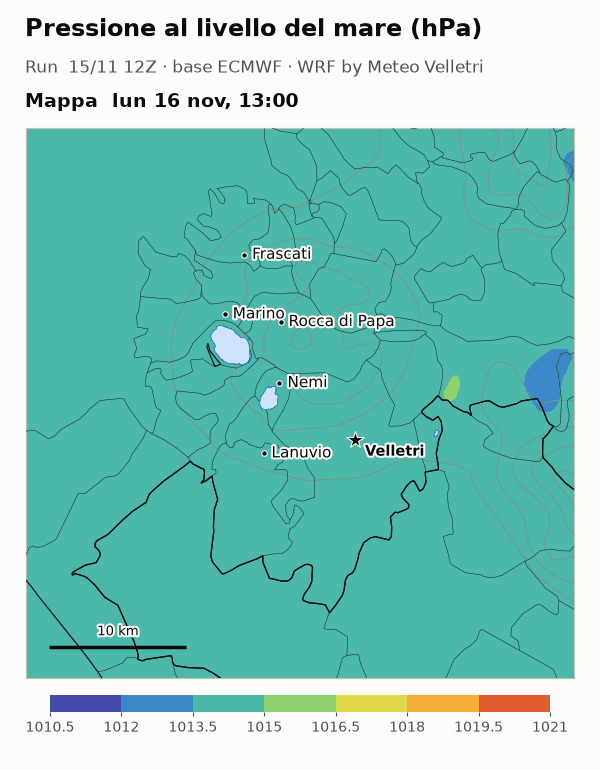 Pressione al livello del mare (hPa)
Run 15/11 12Z · base ECMWF · WRF by Meteo Velletri
Mappa lun 16 nov, 13:00
Frascati
Marino
Rocca di Papa
Nemi
Velletri
Lanuvio
10 km
1010.5 1012 1013.5 1015 1016.5 1018 1019.5 1021